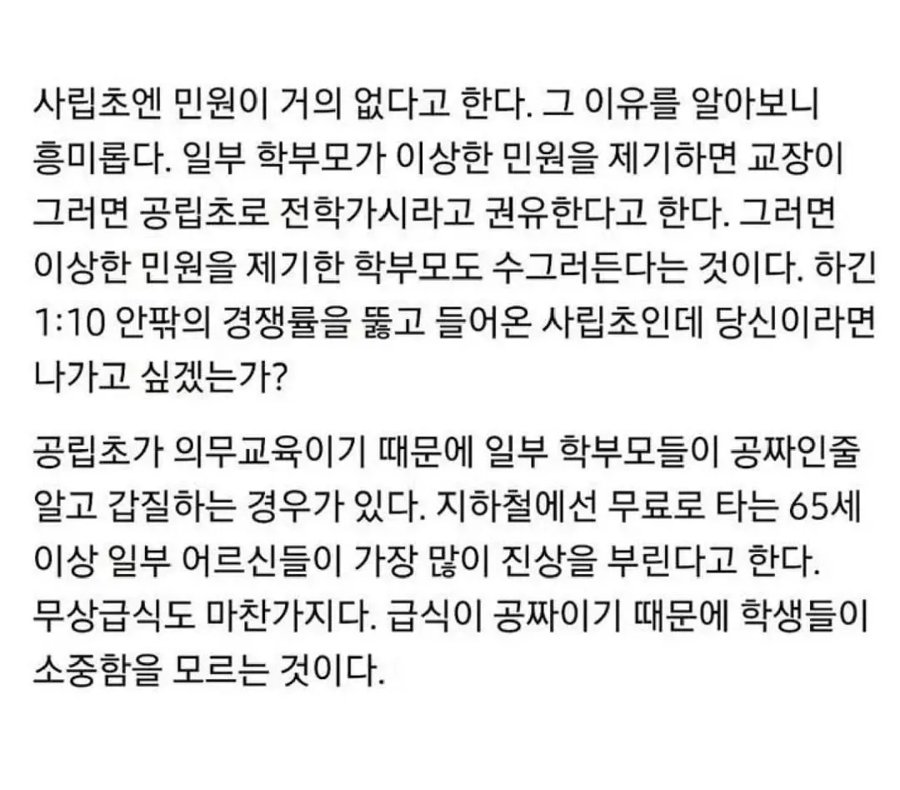 사립초엔 민원이 거의 없다고 한다. 그 이유를 알아보니
흥미롭다. 일부 학부모가 이상한 민원을 제기하면 교장이
그러면 공립초로 전학가시라고 권유한다고 한다. 그러면
이상한 민원을 제기한 학부모도 수그러든다는 것이다. 하긴
1:10 안팎의 경쟁률을 뚫고 들어온 사립초인데 당신이라면
나가고 싶겠는가?
공립초가 의무교육이기 때문에 일부 학부모들이 공짜인줄
알고 갑질하는 경우가 있다. 지하철에선 무료로 타는 65세
이상 일부 어르신들이 가장 많이 진상을 부린다고 한다.
무상급식도 마찬가지다. 급식이 공짜이기 때문에 학생들이
소중함을 모르는 것이다.